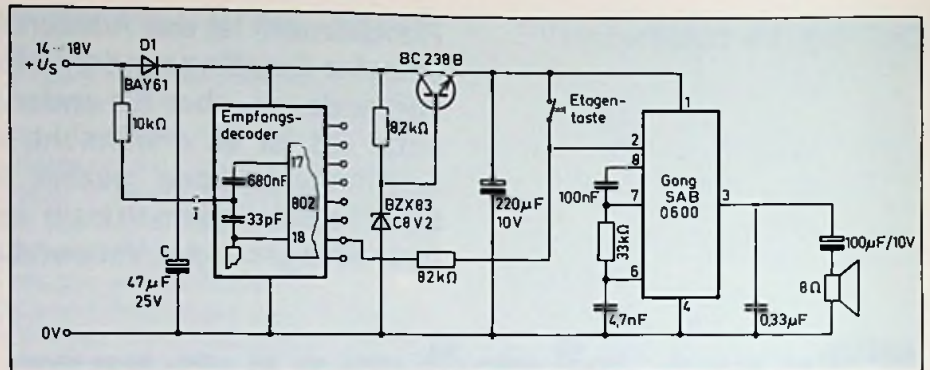 14...18V
+Us
D1
BAY61
10kΩ
i
C
47µF
25V
0V
Empfangs-
decoder
17
680nF
802
33pF
18
8,2kΩ
BC 238 B
BZX83
C8V2
82kΩ
220µF
10V
Etagen-
taste
1
2
8
100nF
7
33kΩ
6
4,7nF
Gong
SAB
0600
3
4
0,33µF
100µF/10V
8Ω